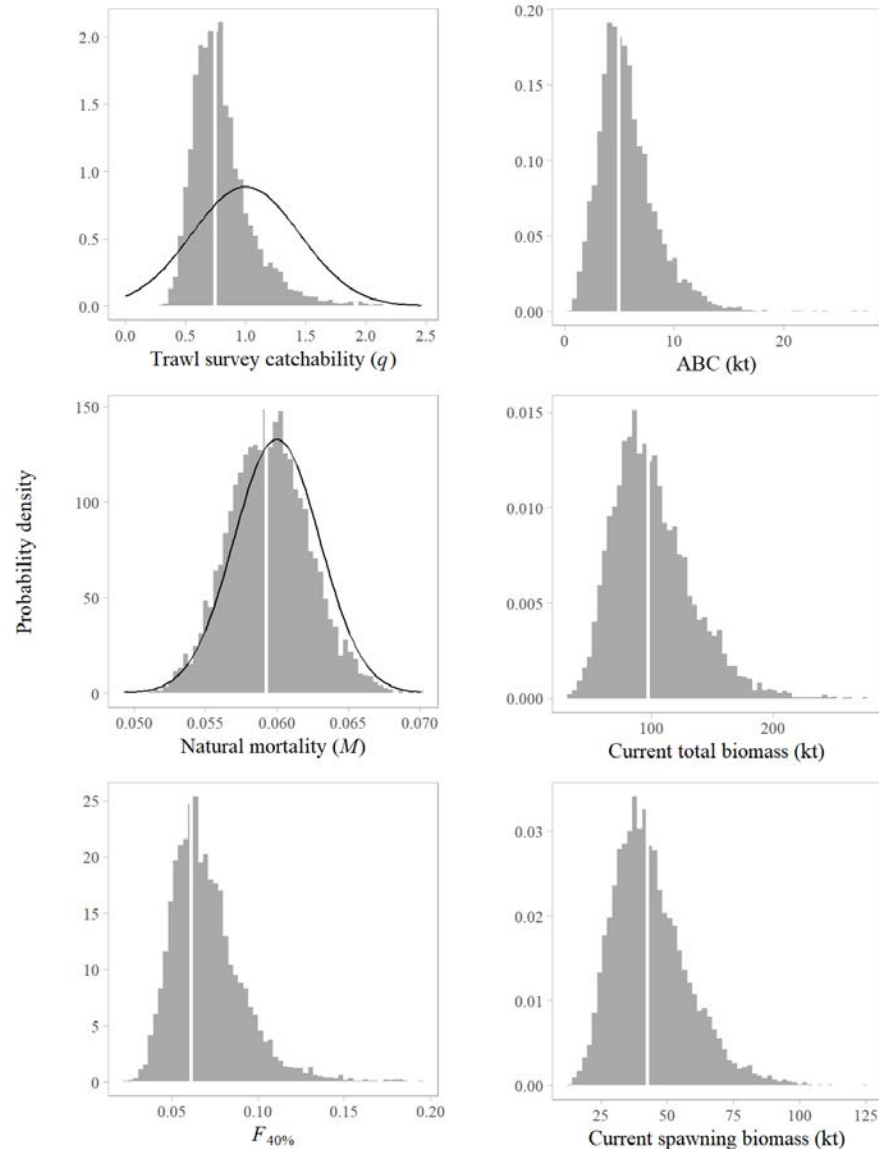 Probability density
2.0
1.5
1.0
0.5
0.0
0.0 0.5 1.0 1.5 2.0 2.5
Trawl survey catchability (q)
0.20
0.15
0.10
0.05
0.00
0 10 20
ABC (kt)
150
100
50
0
0.050 0.055 0.060 0.065 0.070
Natural mortality (M)
0.015
0.010
0.005
0.000
100 200
Current total biomass (kt)
25
20
15
10
5
0
0.05 0.10 0.15 0.20
F40%
0.03
0.02
0.01
0.00
25 50 75 100 125
Current spawning biomass (kt)